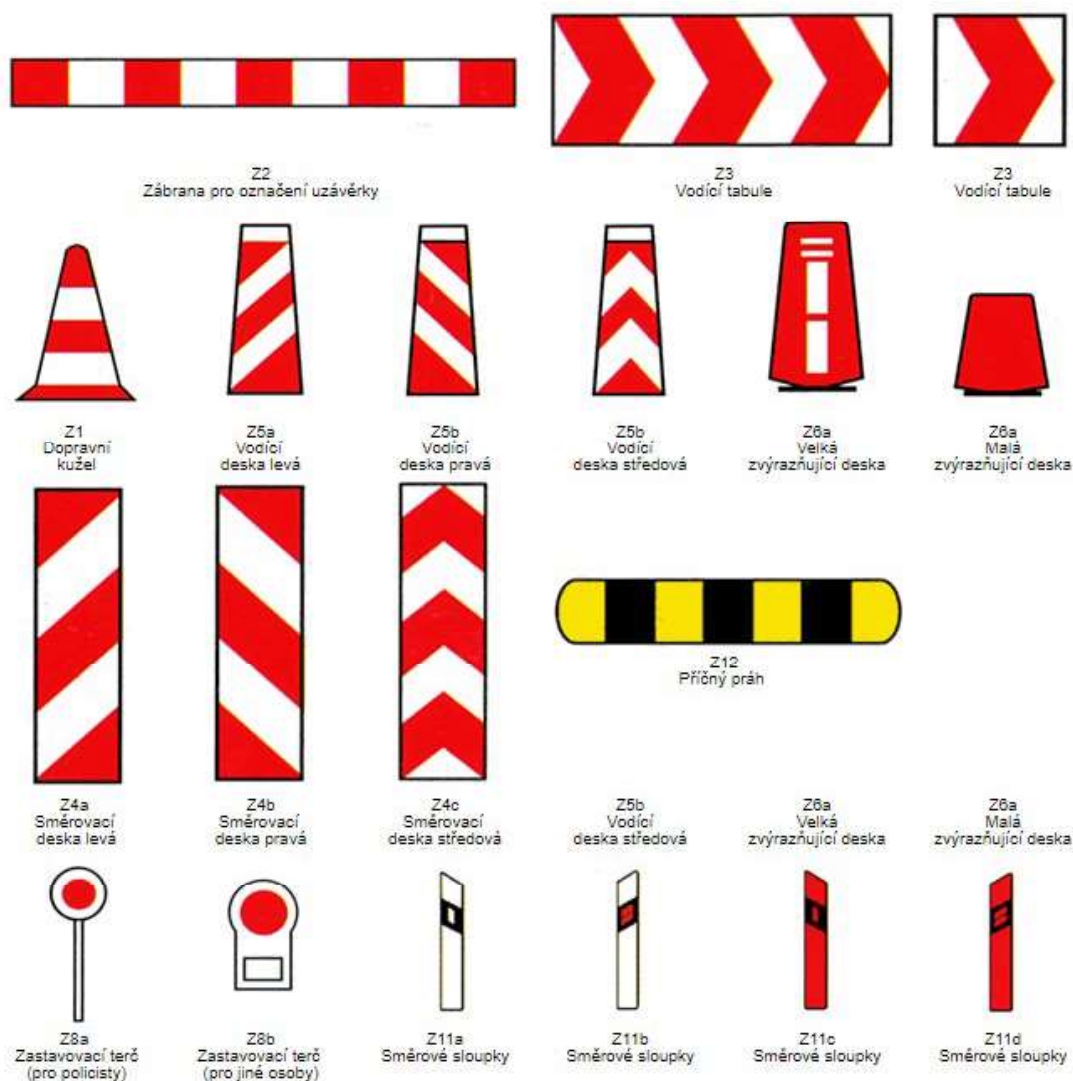 Z2
Zábrana pro označení uzávěrky
Z3
Vodící tabule
Z3
Vodící tabule
Z1
Dopravní
kužel
Z5a
Vodící
deska levá
Z5b
Vodící
deska pravá
Z5b
Vodící
deska středová
Z6a
Velká
zvýrazňující deska
Z6a
Malá
zvýrazňující deska
Z12
Příčný práh
Z4a
Směrovací
deska levá
Z4b
Směrovací
deska pravá
Z4c
Směrovací
deska středová
Z5b
Vodící
deska středová
Z6a
Velká
zvýrazňující deska
Z6a
Malá
zvýrazňující deska
Z8a
Zastavovací terč
(pro policisty)
Z8b
Zastavovací terč
(pro jiné osoby)
Z11a
Směrové sloupky
Z11b
Směrové sloupky
Z11c
Směrové sloupky
Z11d
Směrové sloupky